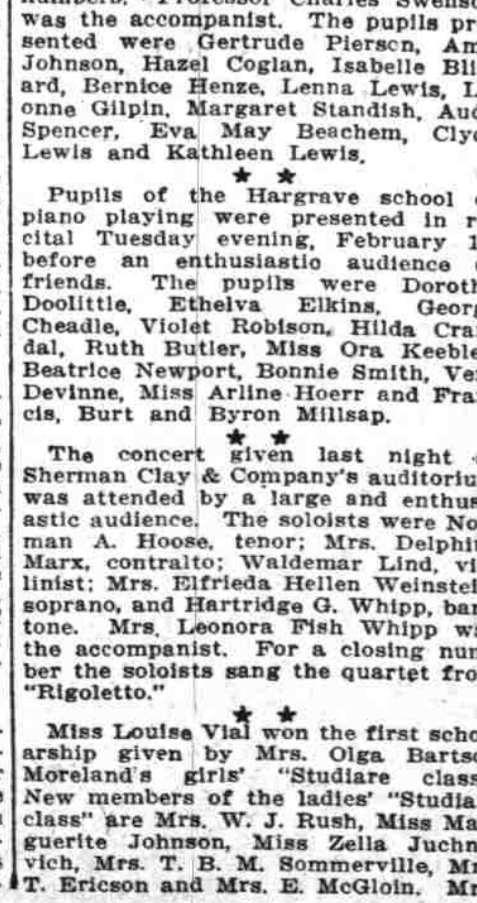 was the accompanist. The pupils pr
sented were Gertrude Pierson, Am
Johnson, Hazel Coglan, Isabelle Bli
ard, Bernice Henze, Lenna Lewis, L
onne Gilpin, Margaret Standish, Aud
Spencer, Eva May Beachem, Clyd
Lewis and Kathleen Lewis.
★ ★
Pupils of the Hargrave school
piano playing were presented in r
cital Tuesday evening, February 1
before an enthusiastic audience
friends. The pupils were Doroth
Doolittle, Ethelva Elkins, Georg
Cheadle, Violet Robison, Hilda Cra
dal, Ruth Butler, Miss Ora Keeble
Beatrice Newport, Bonnie Smith, Ve
Devinne, Miss Arline Hoerr and Fra
cis, Burt and Byron Millsap.
★ ★
The concert given last night
Sherman Clay & Company's auditoriu
was attended by a large and enthus
astic audience. The soloists were No
man A. Hoose, tenor; Mrs. Delphi
Marx, contralto; Waldemar Lind, vi
linist; Mrs. Elfrieda Hellen Weinstei
soprano, and Hartridge G. Whipp, bar
tone. Mrs. Leonora Fish Whipp w
the accompanist. For a closing num
ber the soloists sang the quartet fro
"Rigoletto."
★ ★
Miss Louise Vial won the first scho
arship given by Mrs. Olga Bartsc
Moreland's girls' "Studiare class
New members of the ladies' "Studia
class" are Mrs. W. J. Rush, Miss Ma
guerite Johnson, Miss Zella Juchn
vich, Mrs. T. B. M. Sommerville, Mr
T. Ericson and Mrs. E. McGloin. Mr